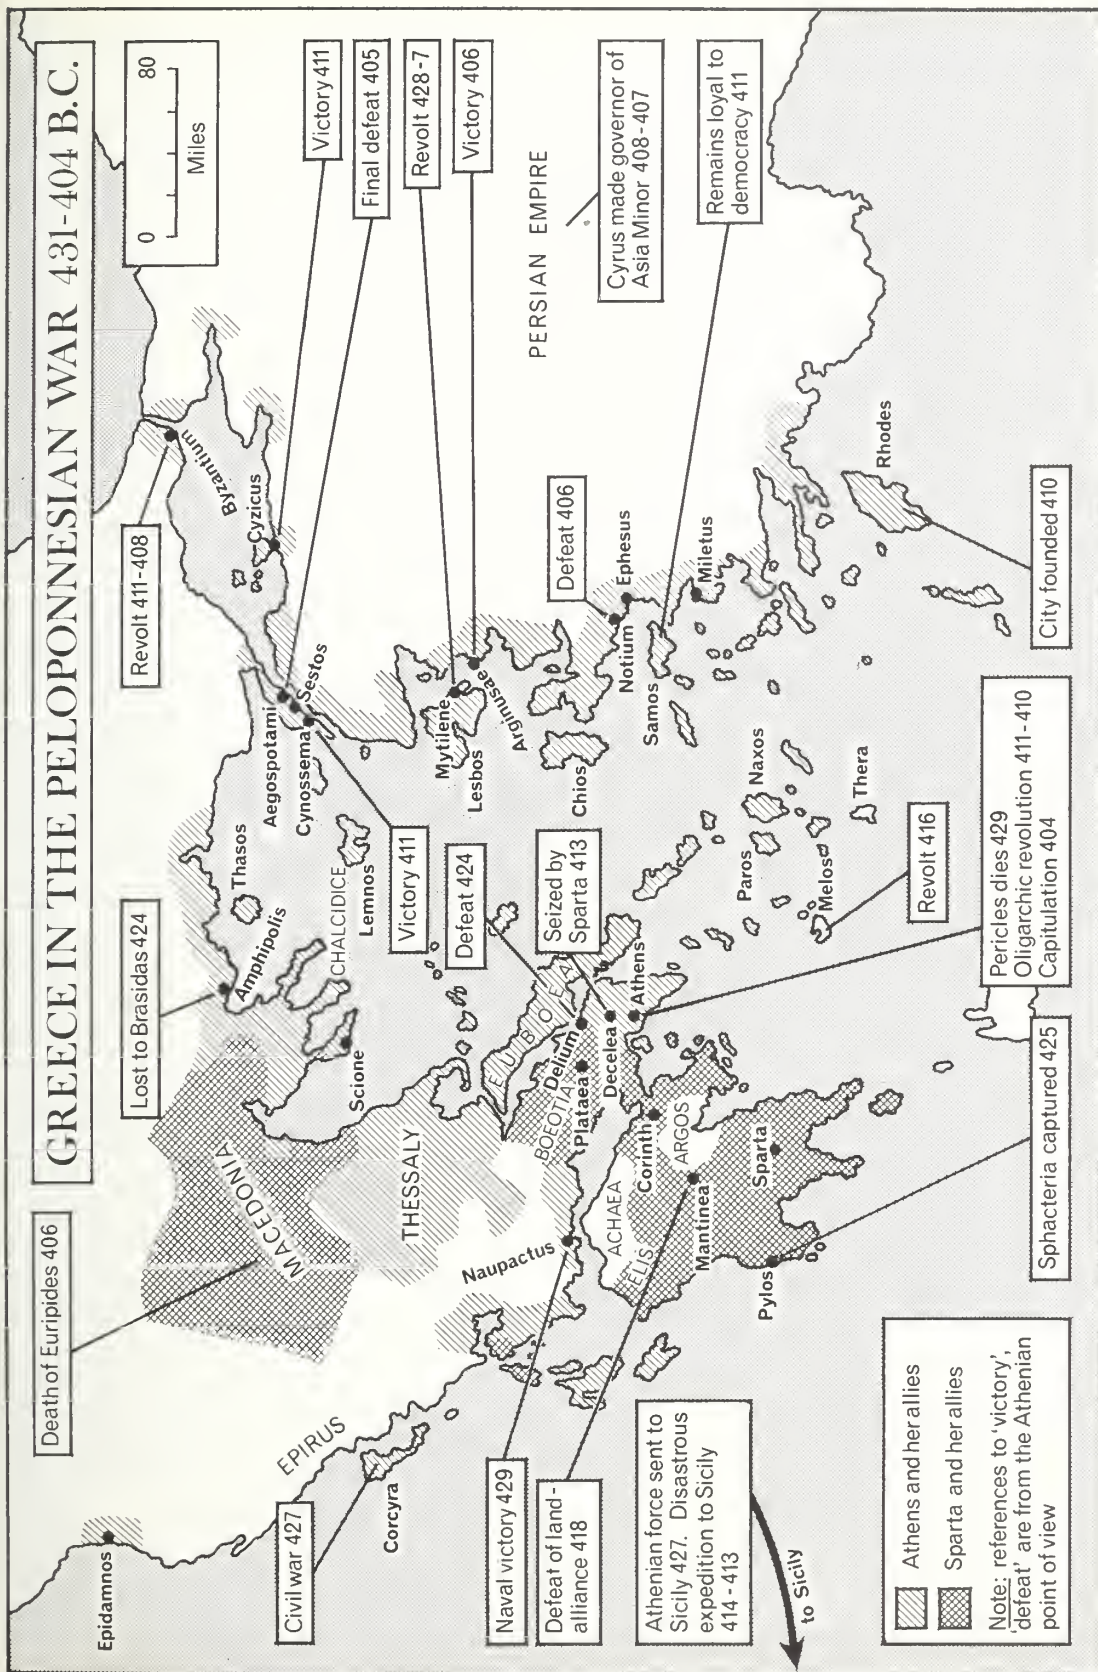 GREECE IN THE PELOPONNESIAN WAR 431-404 B.C.
0 80
Miles
Death of Euripides 406
Lost to Brasidas 424
Revolt 411-408
Victory 411
Final defeat 405
Revolt 428-7
Victory 406
PERSIAN EMPIRE
Cyrus made governor of
Asia Minor 408-407
Remains loyal to
democracy 411
Epidamnos
EPIRUS
Civil war 427
Corcyra
MACEDONIA
THESSALY
Amphipolis
Thasos
CHALCIDICE
Scione
Lemnos
Byzantium
Cyzicus
Aegospotami
Sestos
Cynossema
Victory 411
Mytilene
Lesbos
Arginusae
Chios
Defeat 406
Notium
Ephesus
Samos
Miletus
Rhodes
City founded 410
Defeat 424
Seized by
Sparta 413
EUBOEA
BOEOTIA
Delium
Plataea
Decelea
Athens
Naupactus
Naval victory 429
ACHAEA
ELIS
Corinth
ARGOS
Mantinea
Sparta
Pylos
Defeat of land-
alliance 418
Paros
Naxos
Melos
Thera
Revolt 416
Pericles dies 429
Oligarchic revolution 411-410
Capitulation 404
Sphacteria captured 425
Athenian force sent to
Sicily 427. Disastrous
expedition to Sicily
414-413
to Sicily
Athens and her allies
Sparta and her allies
Note: references to 'victory',
'defeat' are from the Athenian
point of view